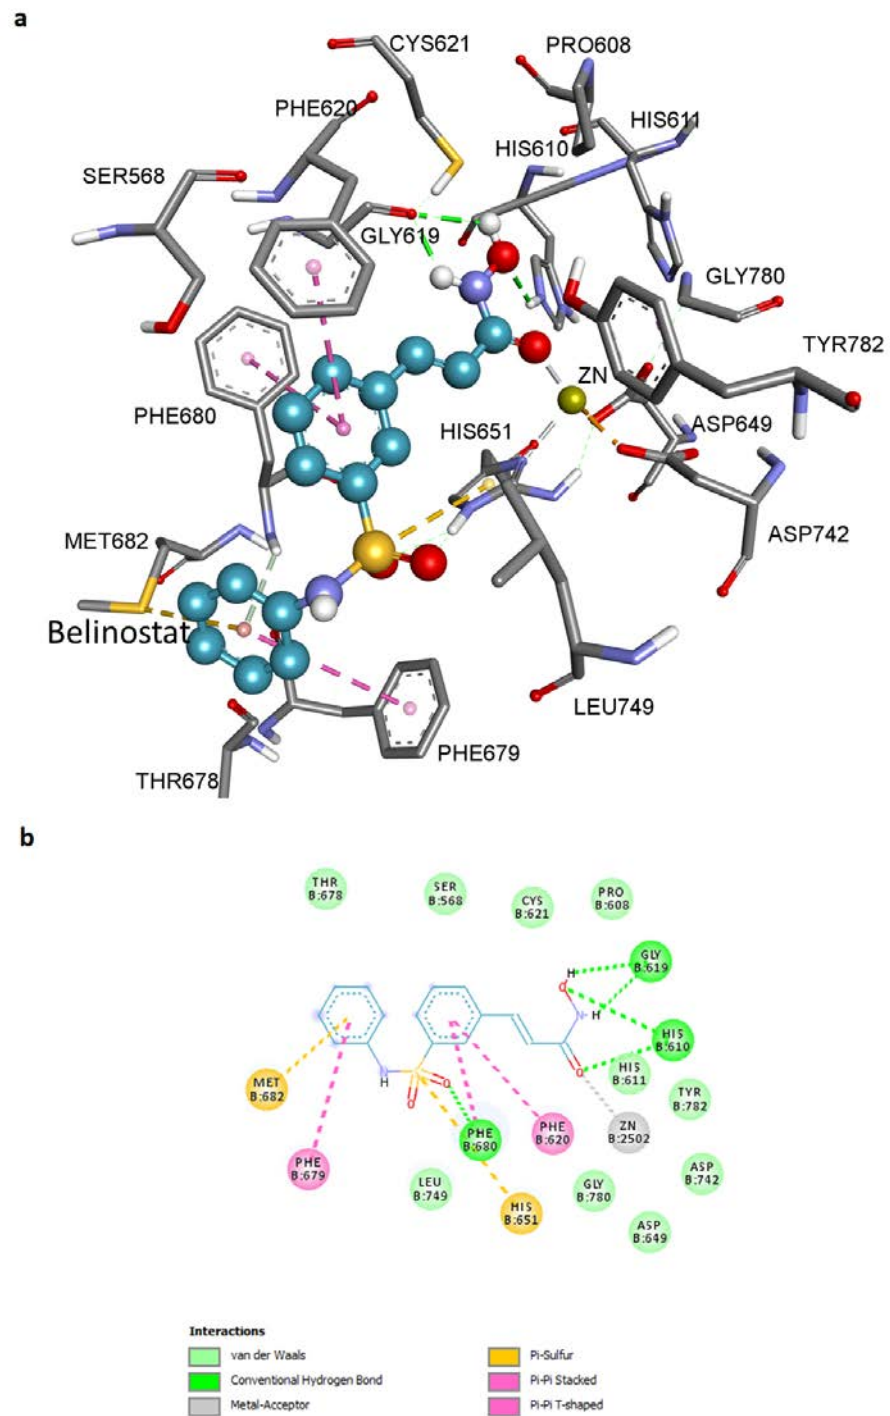 a
CYS621
PRO608
PHE620
HIS611
HIS610
SER568
GLY619
GLY780
TYR782
ZN
PHE680
HIS651
ASP649
MET682
ASP742
Belinostat
LEU749
PHE679
THR678
b
THR
B:678
SER
B:568
CYS
B:621
PRO
B:608
GLY
B:619
H
O
N
H
HIS
B:610
HIS
B:611
O
TYR
B:782
MET
B:682
N
H
S
O
O
PHE
B:680
PHE
B:620
ZN
B:2502
PHE
B:679
LEU
B:749
HIS
B:651
GLY
B:780
ASP
B:742
ASP
B:649
Interactions
van der Waals
Pi-Sulfur
Conventional Hydrogen Bond
Pi-Pi Stacked
Metal-Acceptor
Pi-Pi T-shaped